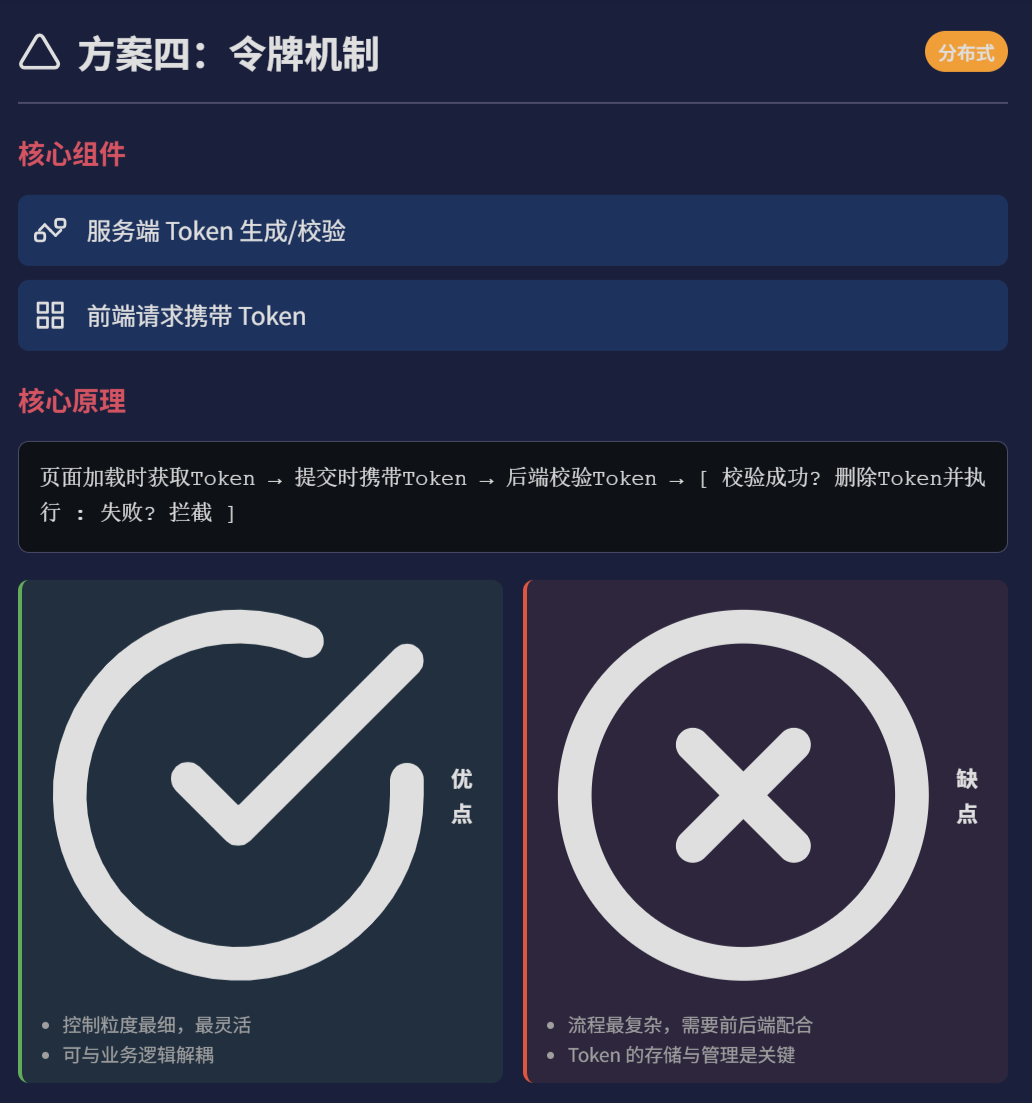 方案四：令牌机制
分布式
核心组件
服务端 Token 生成/校验
前端请求携带 Token
核心原理
页面加载时获取Token → 提交时携带Token → 后端校验Token → [ 校验成功? 删除Token并执
行 : 失败? 拦截 ]
优
点
控制粒度最细，最灵活
可与业务逻辑解耦
缺
点
流程最复杂，需要前后端配合
Token 的存储与管理是关键